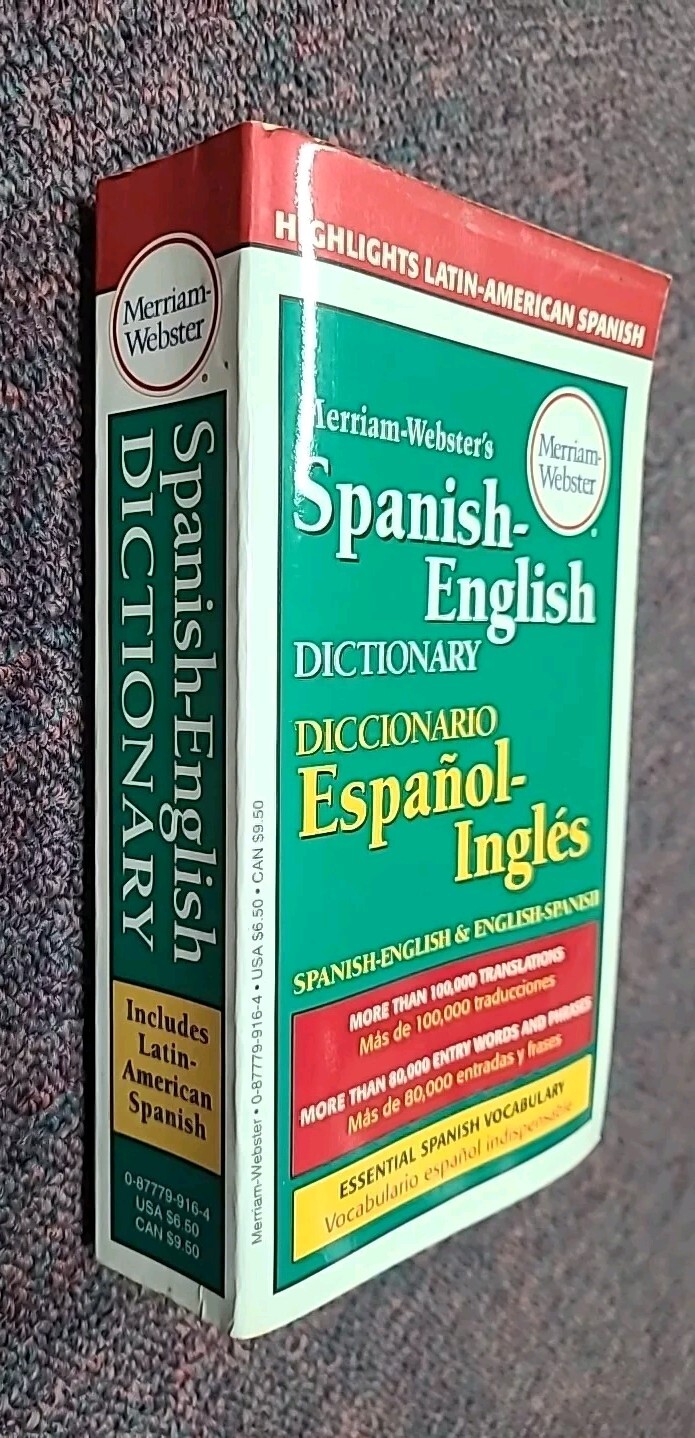 HIGHLIGHTS LATIN-AMERICAN SPANISH
Merriam-Webster's
Merriam-
Webster
Spanish-
English
DICTIONARY
DICCIONARIO
Español-
Inglés
SPANISH-ENGLISH & ENGLISH-SPANISH
MORE THAN 100,000 TRANSLATIONS
Más de 100,000 traducciones
MORE THAN 80,000 ENTRY WORDS AND PHRASES
Más de 80,000 entradas y frases
ESSENTIAL SPANISH VOCABULARY
Vocabulario español indispensable
Merriam-Webster • 0-87779-916-4 • USA $6.50 • CAN $9.50
Merriam-
Webster
Spanish-English
DICTIONARY
Includes
Latin-
American
Spanish
0-87779-916-4
USA $6.50
CAN $9.50